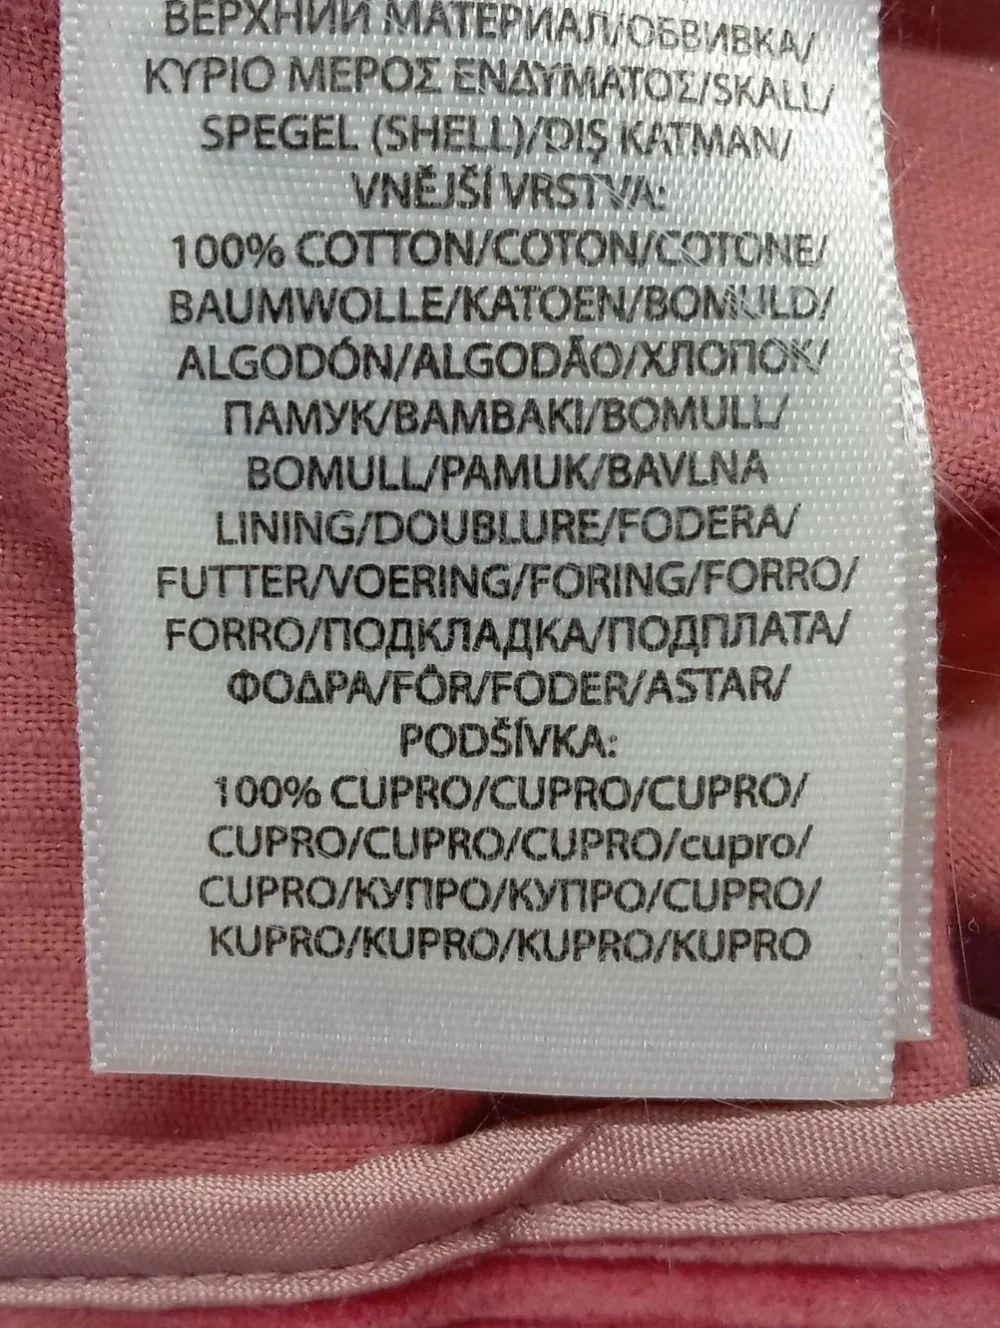 ВЕРХНИЙ МАТЕРИАЛ/ОБВИВКА/
ΚΥΡΙΟ ΜΕΡΟΣ ΕΝΔΥΜΑΤΟΣ/SKALL/
SPEGEL (SHELL)/DIŞ KATMAN/
VNĚJŠÍ VRSTVA:
100% COTTON/COTON/COTONE/
BAUMWOLLE/KATOEN/BOMULD/
ALGODÓN/ALGODÃO/ХЛОПОК/
ПАМУК/ΒΑΜΒΑΚΙ/BOMULL/
BOMULL/PAMUK/BAVLNA
LINING/DOUBLURE/FODERA/
FUTTER/VOERING/FORING/FORRO/
FORRO/ПОДКЛАДКА/ПОДПЛАТА/
ΦΟΔΡΑ/FÔR/FODER/ASTAR/
PODŠÍVKA:
100% CUPRO/CUPRO/CUPRO/
CUPRO/CUPRO/CUPRO/cupro/
CUPRO/КУПРО/КУПРО/CUPRO/
KUPRO/KUPRO/KUPRO/KUPRO